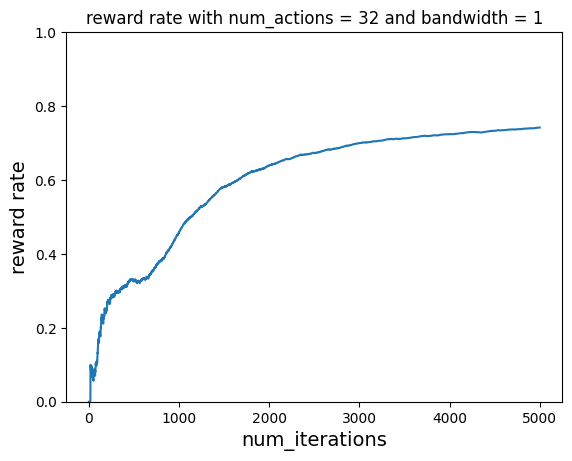 reward rate with num_actions = 32 and bandwidth = 1
1.0
0.8
0.6
0.4
0.2
0.0
reward rate
0 1000 2000 3000 4000 5000
num_iterations